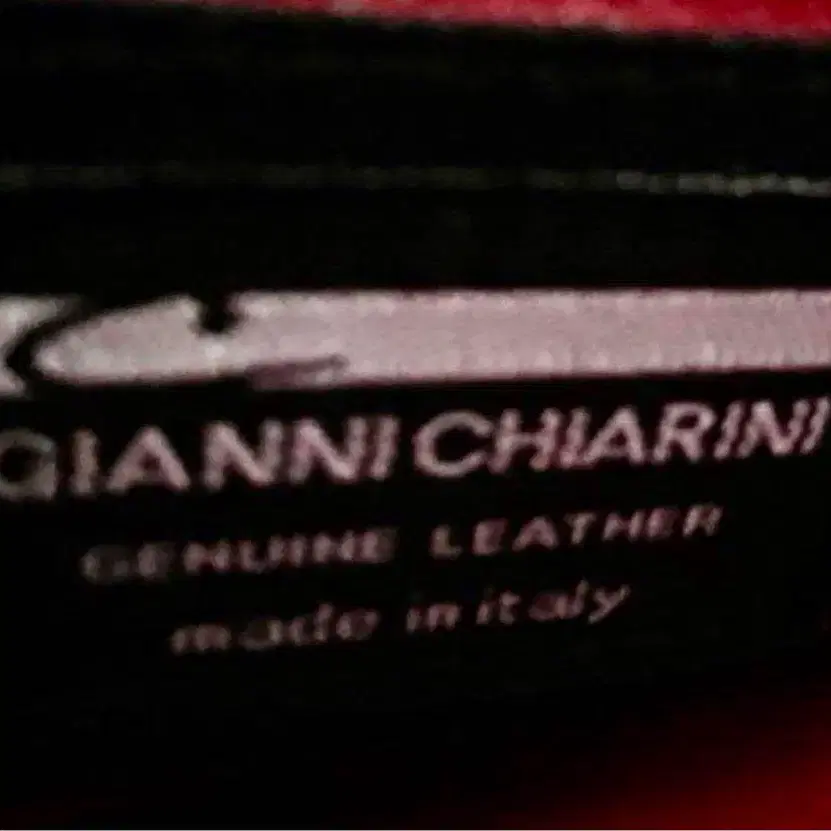 GIANNI CHIARINI
GENUINE LEATHER
made in italy